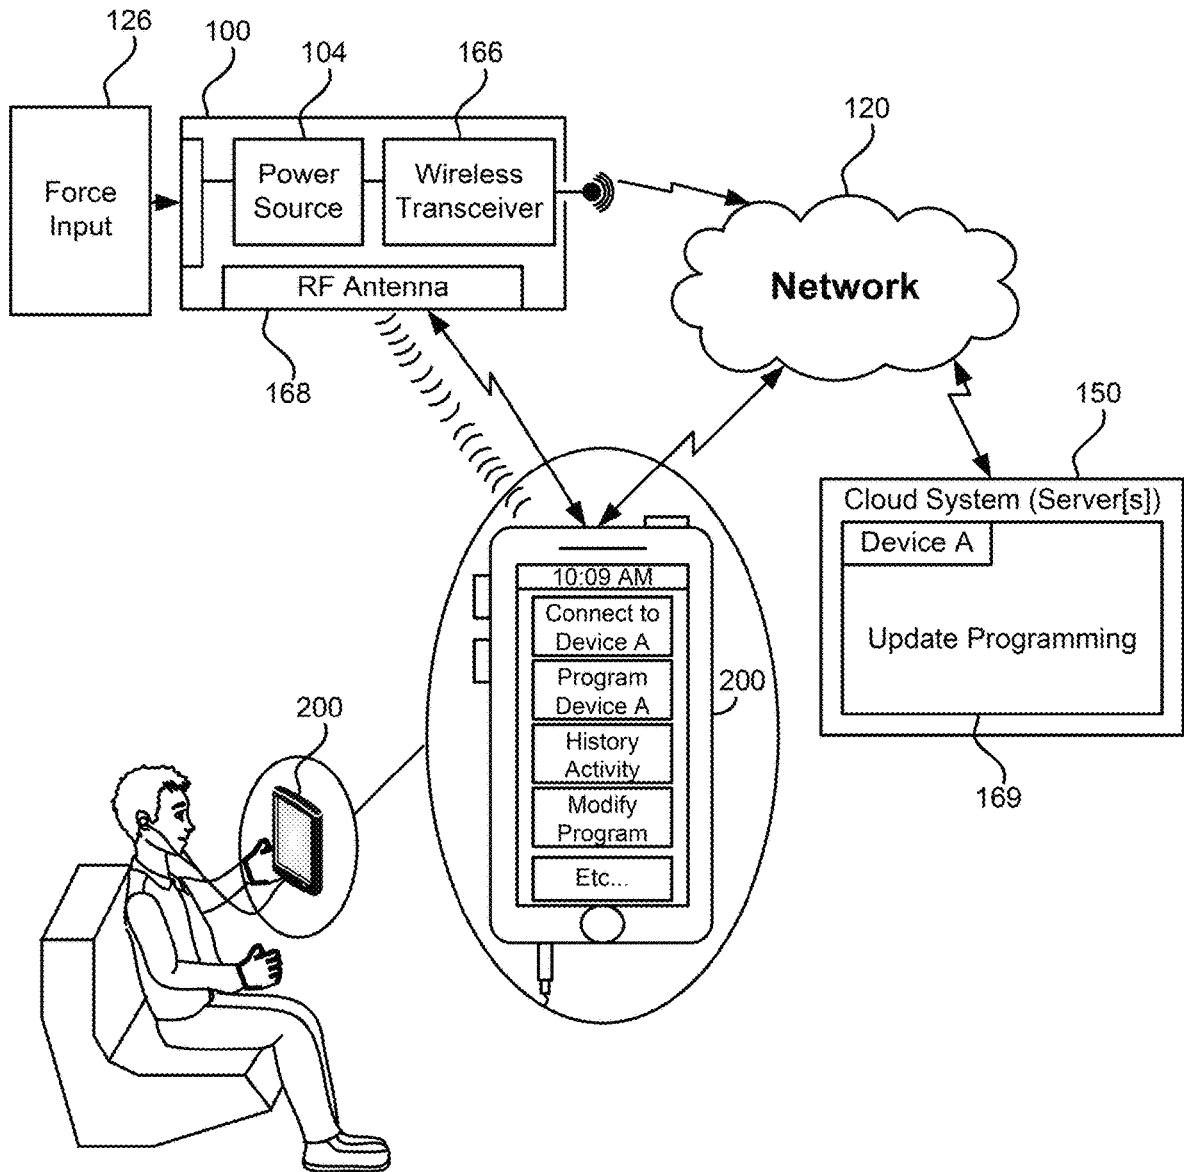 126
100
104
166
120
Force
Input
Power
Source
Wireless
Transceiver
RF Antenna
Network
168
150
Cloud System (Server[s])
Device A
Update Programming
169
10:09 AM
Connect to
Device A
Program
Device A
History
Activity
Modify
Program
Etc...
200
200